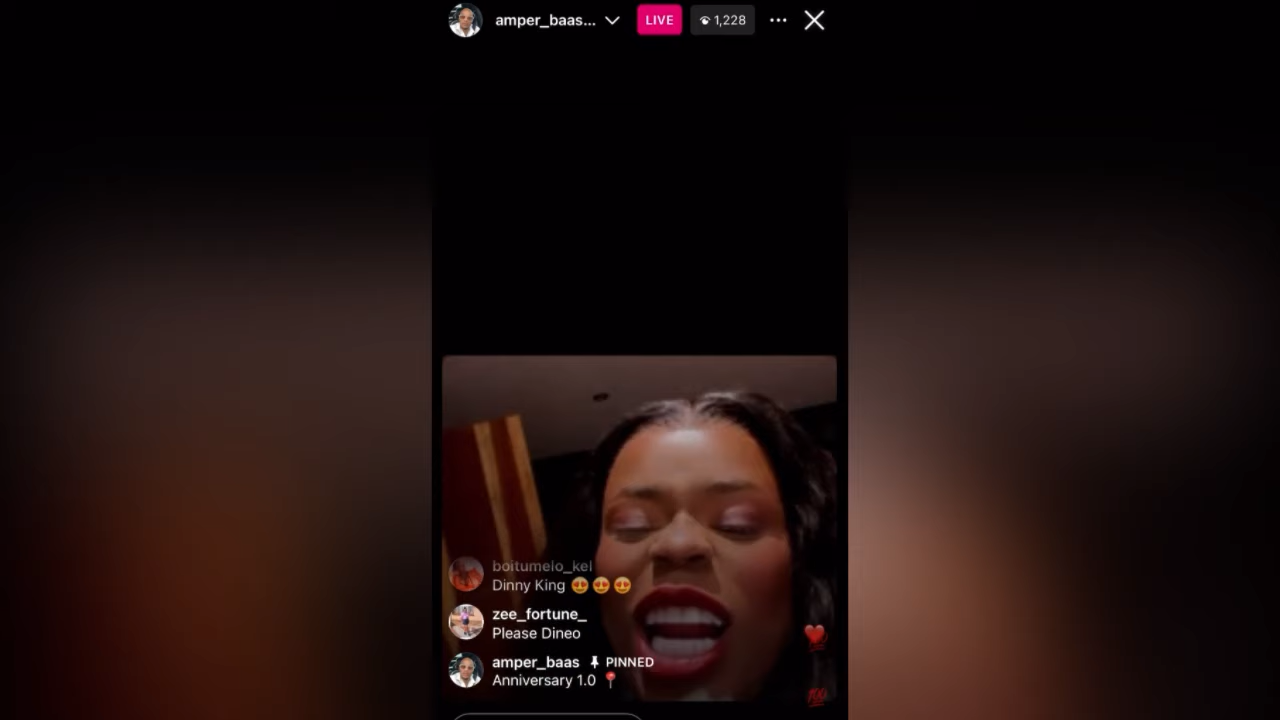 amper_baas...
LIVE
1,228
boitumelo_kel
Dinny King 😍😍😍
zee_fortune_
Please Dineo
amper_baas 📌 PINNED
Anniversary 1.0 📍
💯